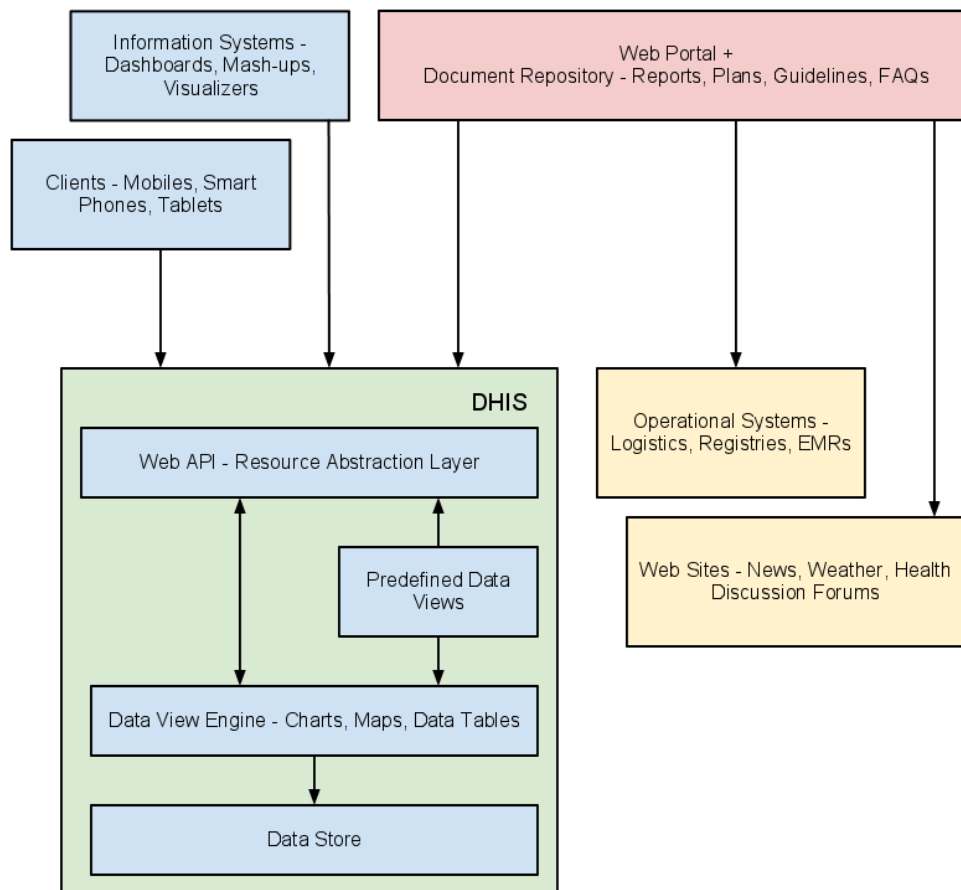 Information Systems -
Dashboards, Mash-ups,
Visualizers
Web Portal +
Document Repository - Reports, Plans, Guidelines, FAQs
Clients - Mobiles, Smart
Phones, Tablets
DHIS
Web API - Resource Abstraction Layer
Operational Systems -
Logistics, Registries, EMRs
Predefined Data
Views
Web Sites - News, Weather, Health
Discussion Forums
Data View Engine - Charts, Maps, Data Tables
Data Store